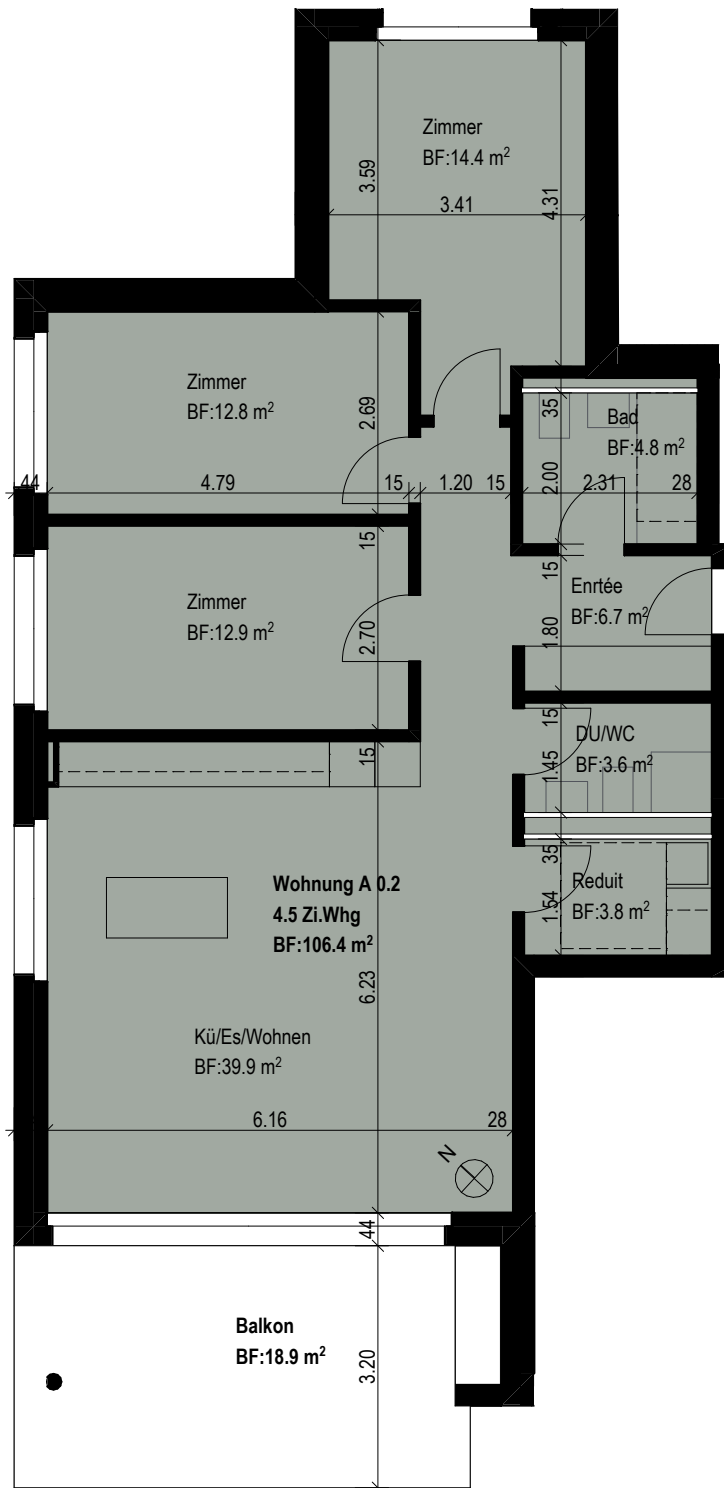 Zimmer
BF:14.4 m²
3.59
3.41
4.31
Zimmer
BF:12.8 m²
2.69
35
Bad
BF:4.8 m²
44
4.79
15
1.20
15
2.00
2.31
28
15
Zimmer
BF:12.9 m²
2.70
15
Enrtée
BF:6.7 m²
1.80
15
15
DU/WC
BF:3.6 m²
1.45
Wohnung A 0.2
4.5 Zi.Whg
BF:106.4 m²
35
Reduit
BF:3.8 m²
1.54
6.23
Kü/Es/Wohnen
BF:39.9 m²
6.16
28
N
44
Balkon
BF:18.9 m²
3.20